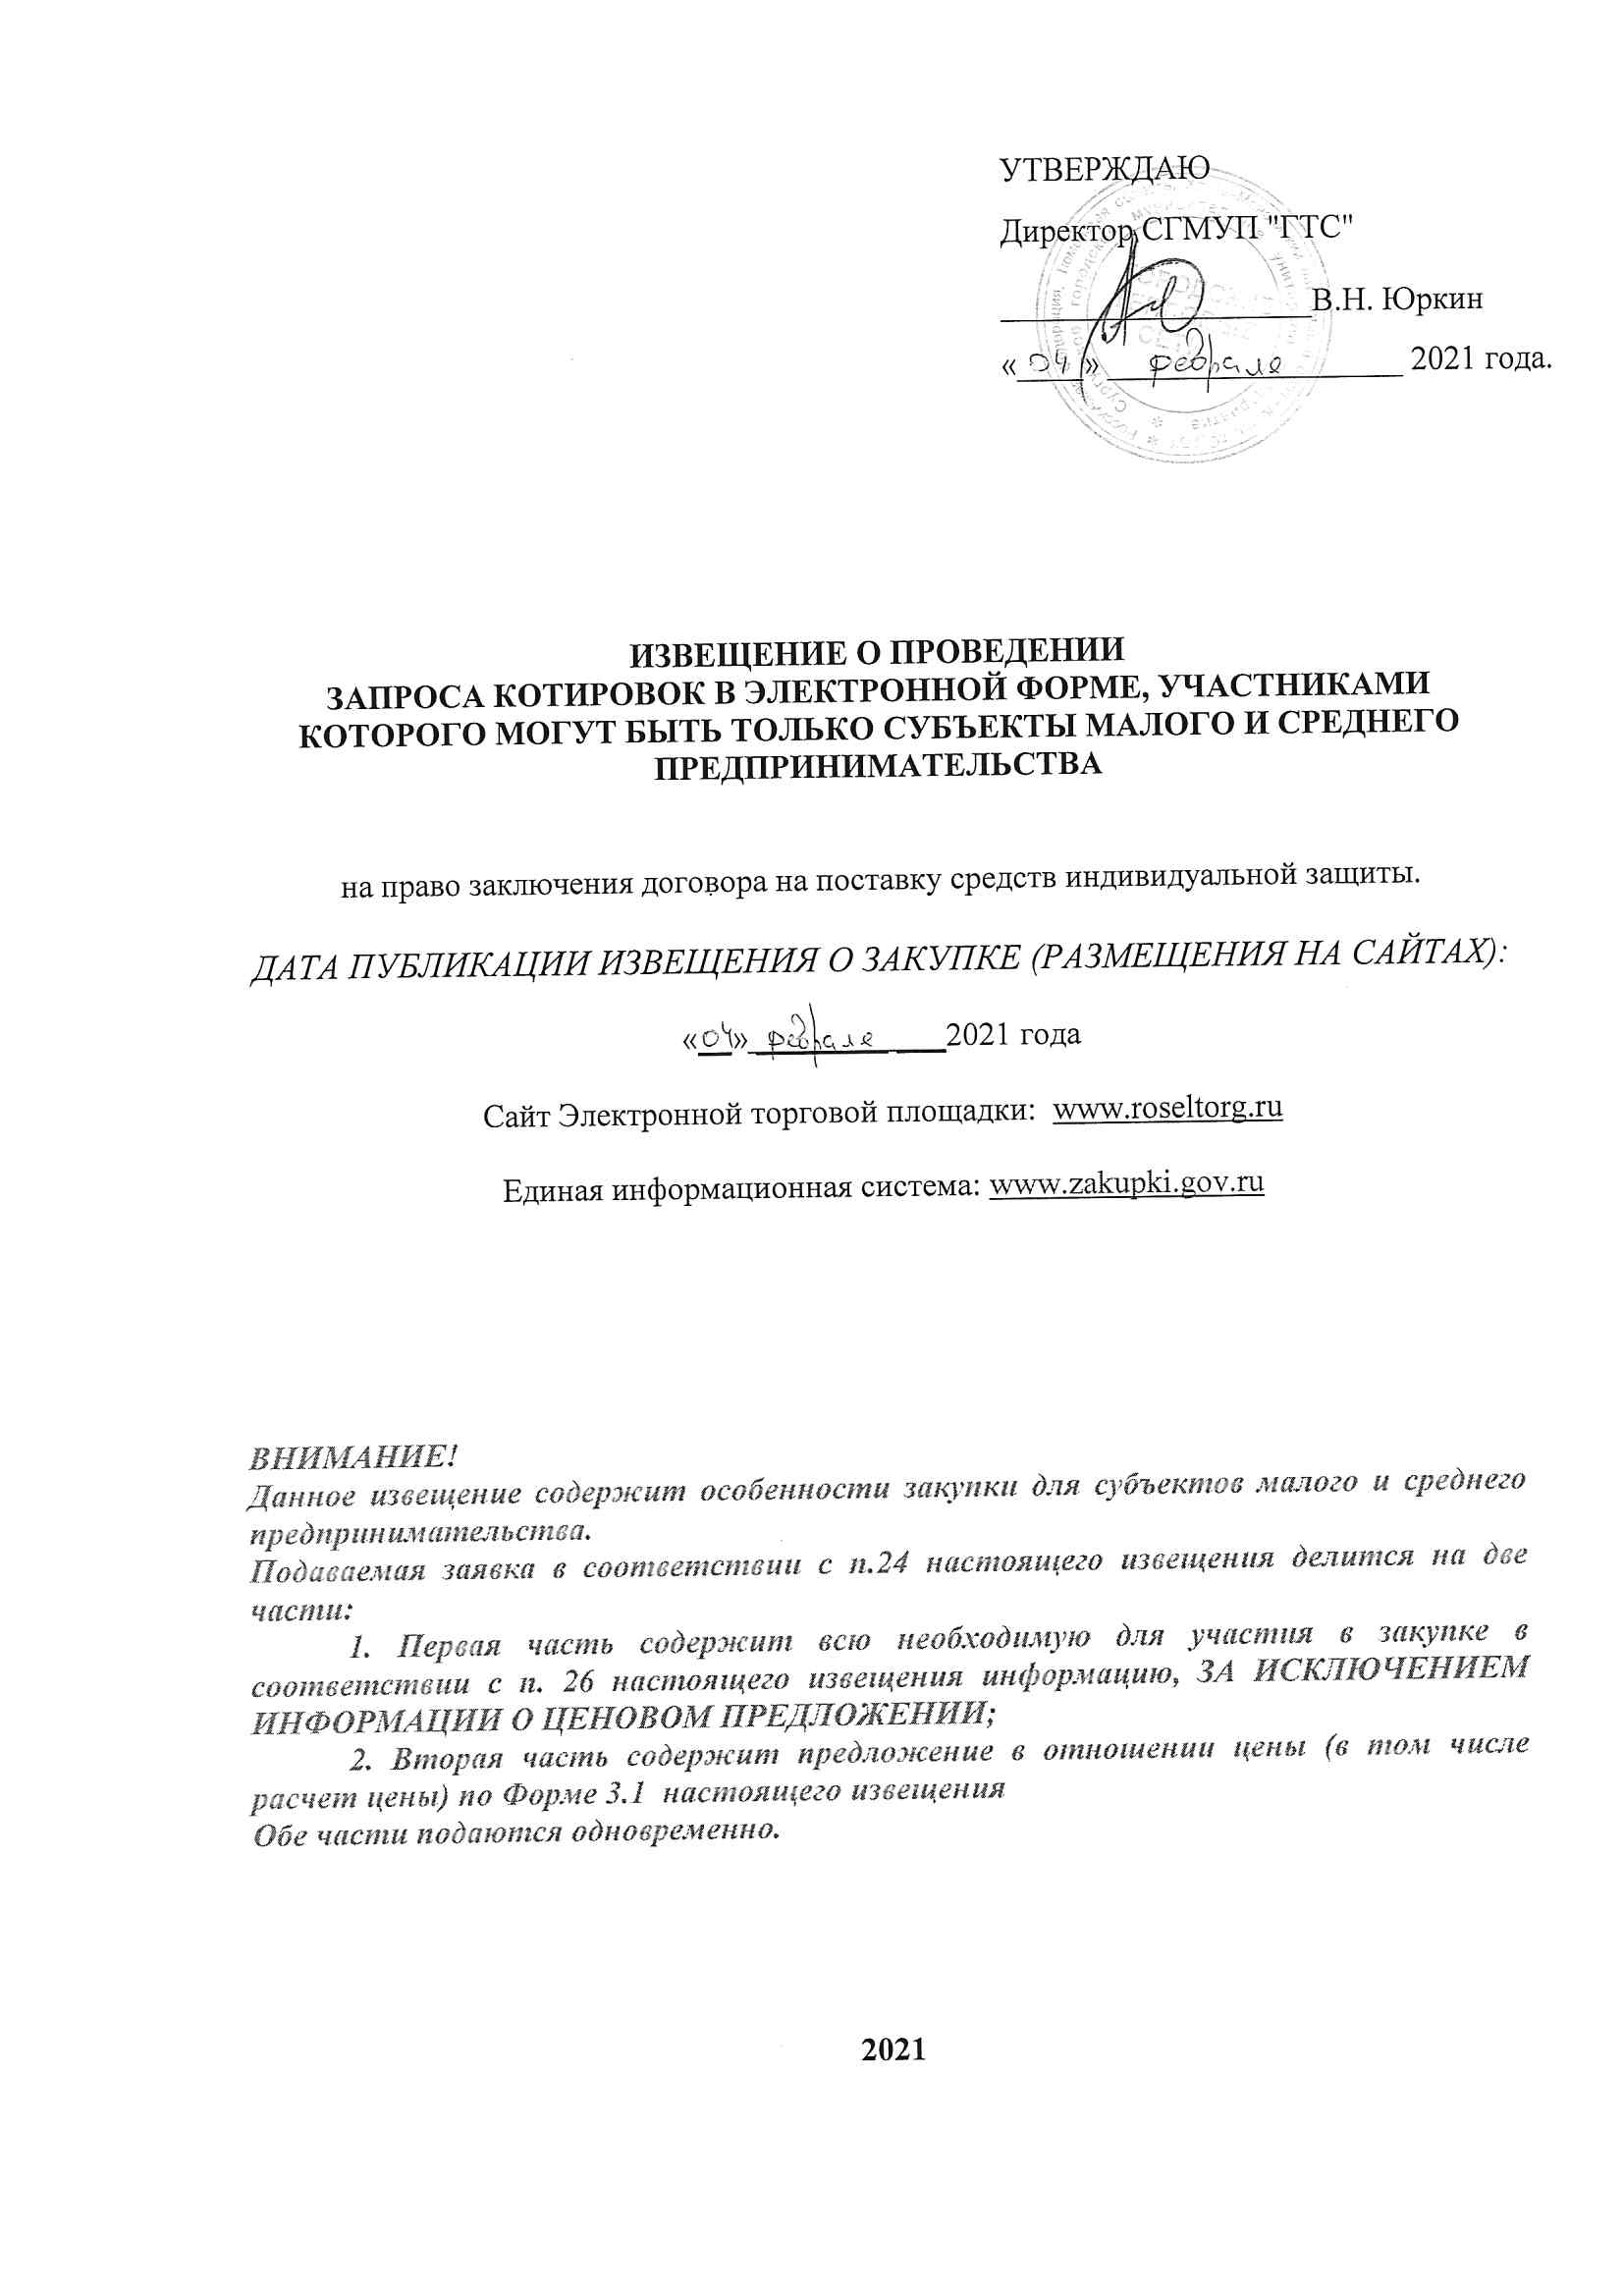 УТВЕРЖДАЮ
Директор СГМУП "ГТС"
В.Н. Юркин
«04» февраля 2021 года.
ИЗВЕЩЕНИЕ О ПРОВЕДЕНИИ
ЗАПРОСА КОТИРОВОК В ЭЛЕКТРОННОЙ ФОРМЕ, УЧАСТНИКАМИ
КОТОРОГО МОГУТ БЫТЬ ТОЛЬКО СУБЪЕКТЫ МАЛОГО И СРЕДНЕГО
ПРЕДПРИНИМАТЕЛЬСТВА
на право заключения договора на поставку средств индивидуальной защиты.
ДАТА ПУБЛИКАЦИИ ИЗВЕЩЕНИЯ О ЗАКУПКЕ (РАЗМЕЩЕНИЯ НА САЙТАХ):
«04» февраля 2021 года
Сайт Электронной торговой площадки: www.roseltorg.ru
Единая информационная система: www.zakupki.gov.ru
ВНИМАНИЕ!
Данное извещение содержит особенности закупки для субъектов малого и среднего
предпринимательства.
Подаваемая заявка в соответствии с п.24 настоящего извещения делится на две
части:
1. Первая часть содержит всю необходимую для участия в закупке в
соответствии с п. 26 настоящего извещения информацию, ЗА ИСКЛЮЧЕНИЕМ
ИНФОРМАЦИИ О ЦЕНОВОМ ПРЕДЛОЖЕНИИ;
2. Вторая часть содержит предложение в отношении цены (в том числе
расчет цены) по Форме 3.1 настоящего извещения
Обе части подаются одновременно.
2021